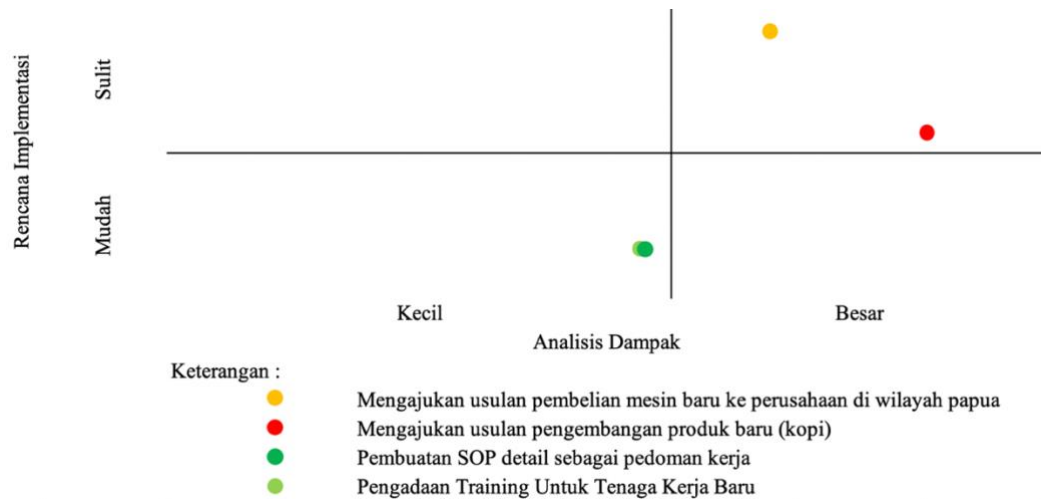 Rencana Implementasi
Sulit
Mudah
Kecil
Besar
Analisis Dampak
Keterangan :
Mengajukan usulan pembelian mesin baru ke perusahaan di wilayah papua
Mengajukan usulan pengembangan produk baru (kopi)
Pembuatan SOP detail sebagai pedoman kerja
Pengadaan Training Untuk Tenaga Kerja Baru